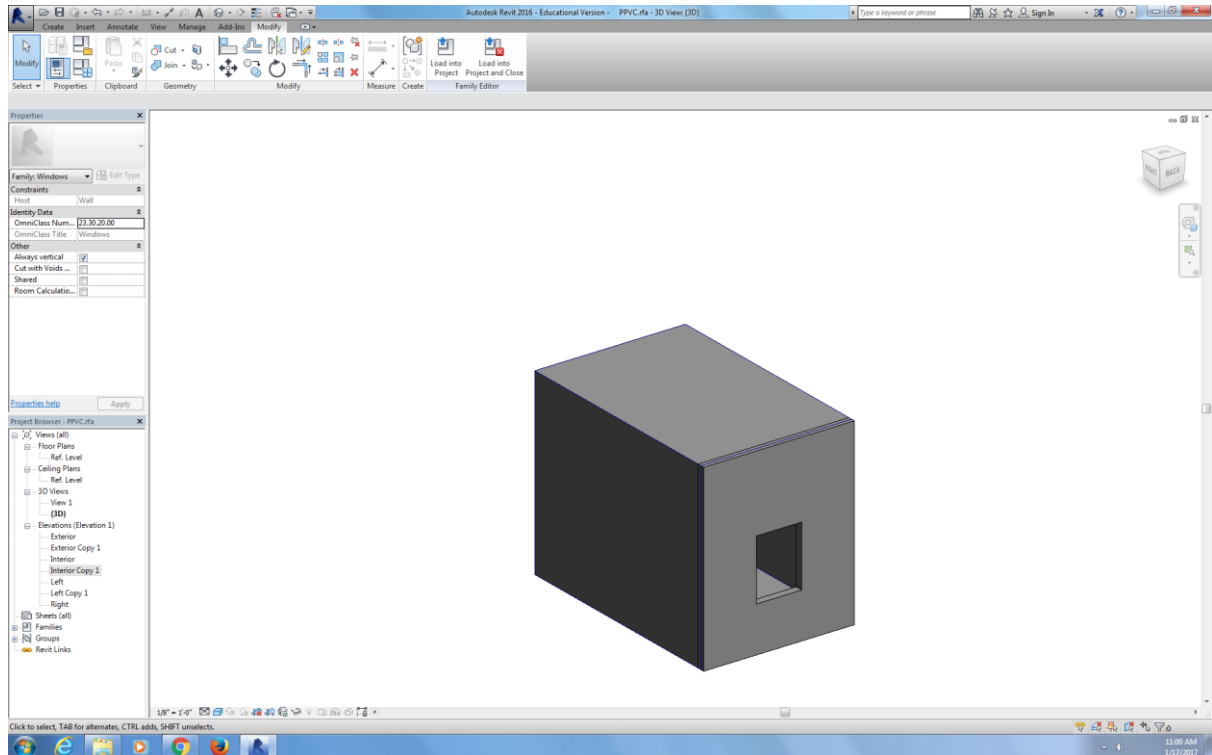 Autodesk Revit 2016 - Educational Version - PPVC.rfa - 3D View: {3D}
Type a keyword or phrase
Sign In
Create Insert Annotate View Manage Add-Ins Modify
Modify
Paste
Cut
Join
Load into Project
Load into Project and Close
Select Properties Clipboard Geometry Modify Measure Create Family Editor
Properties
Family: Windows Edit Type
Constraints
Host Wall
Identity Data
OmniClass Num... 23.30.20.00
OmniClass Title Windows
Other
Always vertical
Cut with Voids ...
Shared
Room Calculatio...
Properties help Apply
Project Browser - PPVC.rfa
Views (all)
Floor Plans
Ref. Level
Ceiling Plans
Ref. Level
3D Views
View 1
{3D}
Elevations (Elevation 1)
Exterior
Exterior Copy 1
Interior
Interior Copy 1
Left
Left Copy 1
Right
Sheets (all)
Families
Groups
Revit Links
RIGHT BACK
1/8" = 1'-0"
Click to select, TAB for alternates, CTRL adds, SHIFT unselects.
:0
11:00 AM
1/17/2017